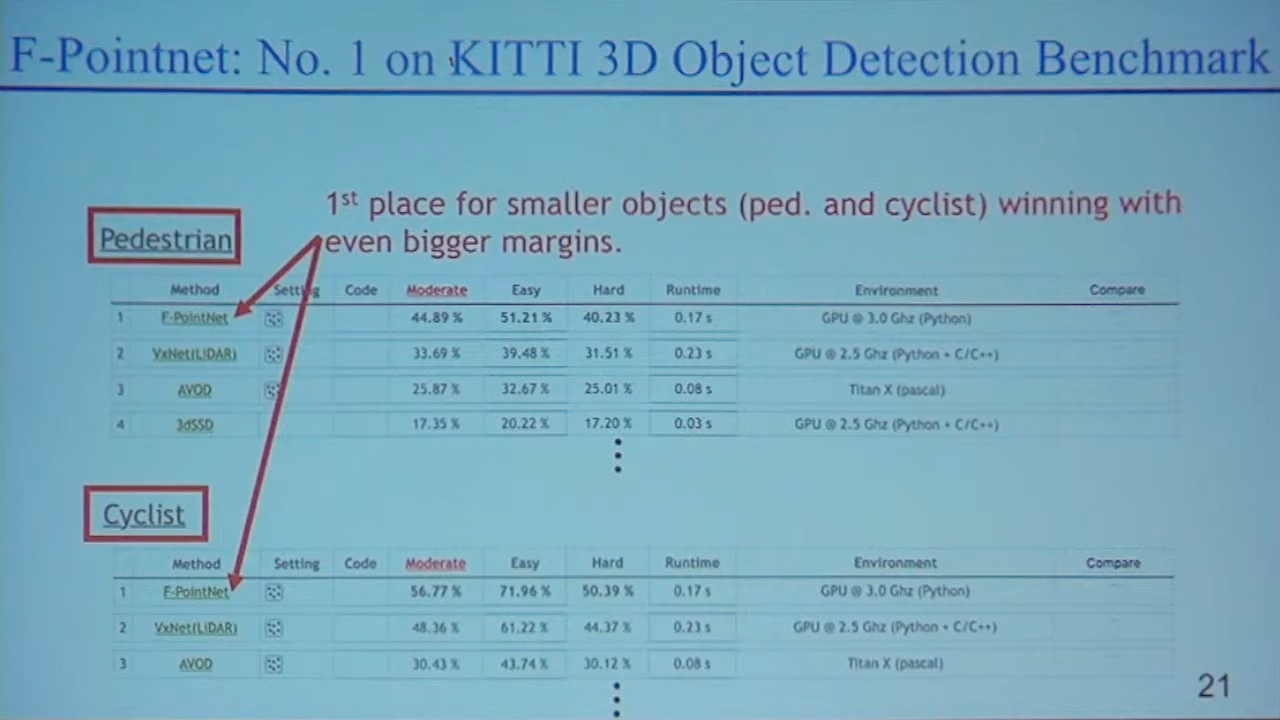 F-Pointnet: No. 1 on KITTI 3D Object Detection Benchmark
1st place for smaller objects (ped. and cyclist) winning with
even bigger margins.
Pedestrian
Method Setting Code Moderate Easy Hard Runtime Environment Compare
1 F-PointNet 44.89 % 51.21 % 40.23 % 0.17 s GPU @ 3.0 Ghz (Python)
2 VxNet(LiDAR) 33.69 % 39.48 % 31.51 % 0.23 s GPU @ 2.5 Ghz (Python + C/C++)
3 AVOD 25.87 % 32.67 % 25.01 % 0.08 s Titan X (pascal)
4 3dSSD 17.35 % 20.22 % 17.20 % 0.03 s GPU @ 2.5 Ghz (Python + C/C++)
Cyclist
Method Setting Code Moderate Easy Hard Runtime Environment Compare
1 F-PointNet 56.77 % 71.96 % 50.39 % 0.17 s GPU @ 3.0 Ghz (Python)
2 VxNet(LiDAR) 48.36 % 61.22 % 44.37 % 0.23 s GPU @ 2.5 Ghz (Python + C/C++)
3 AVOD 30.43 % 43.74 % 30.12 % 0.08 s Titan X (pascal)
21